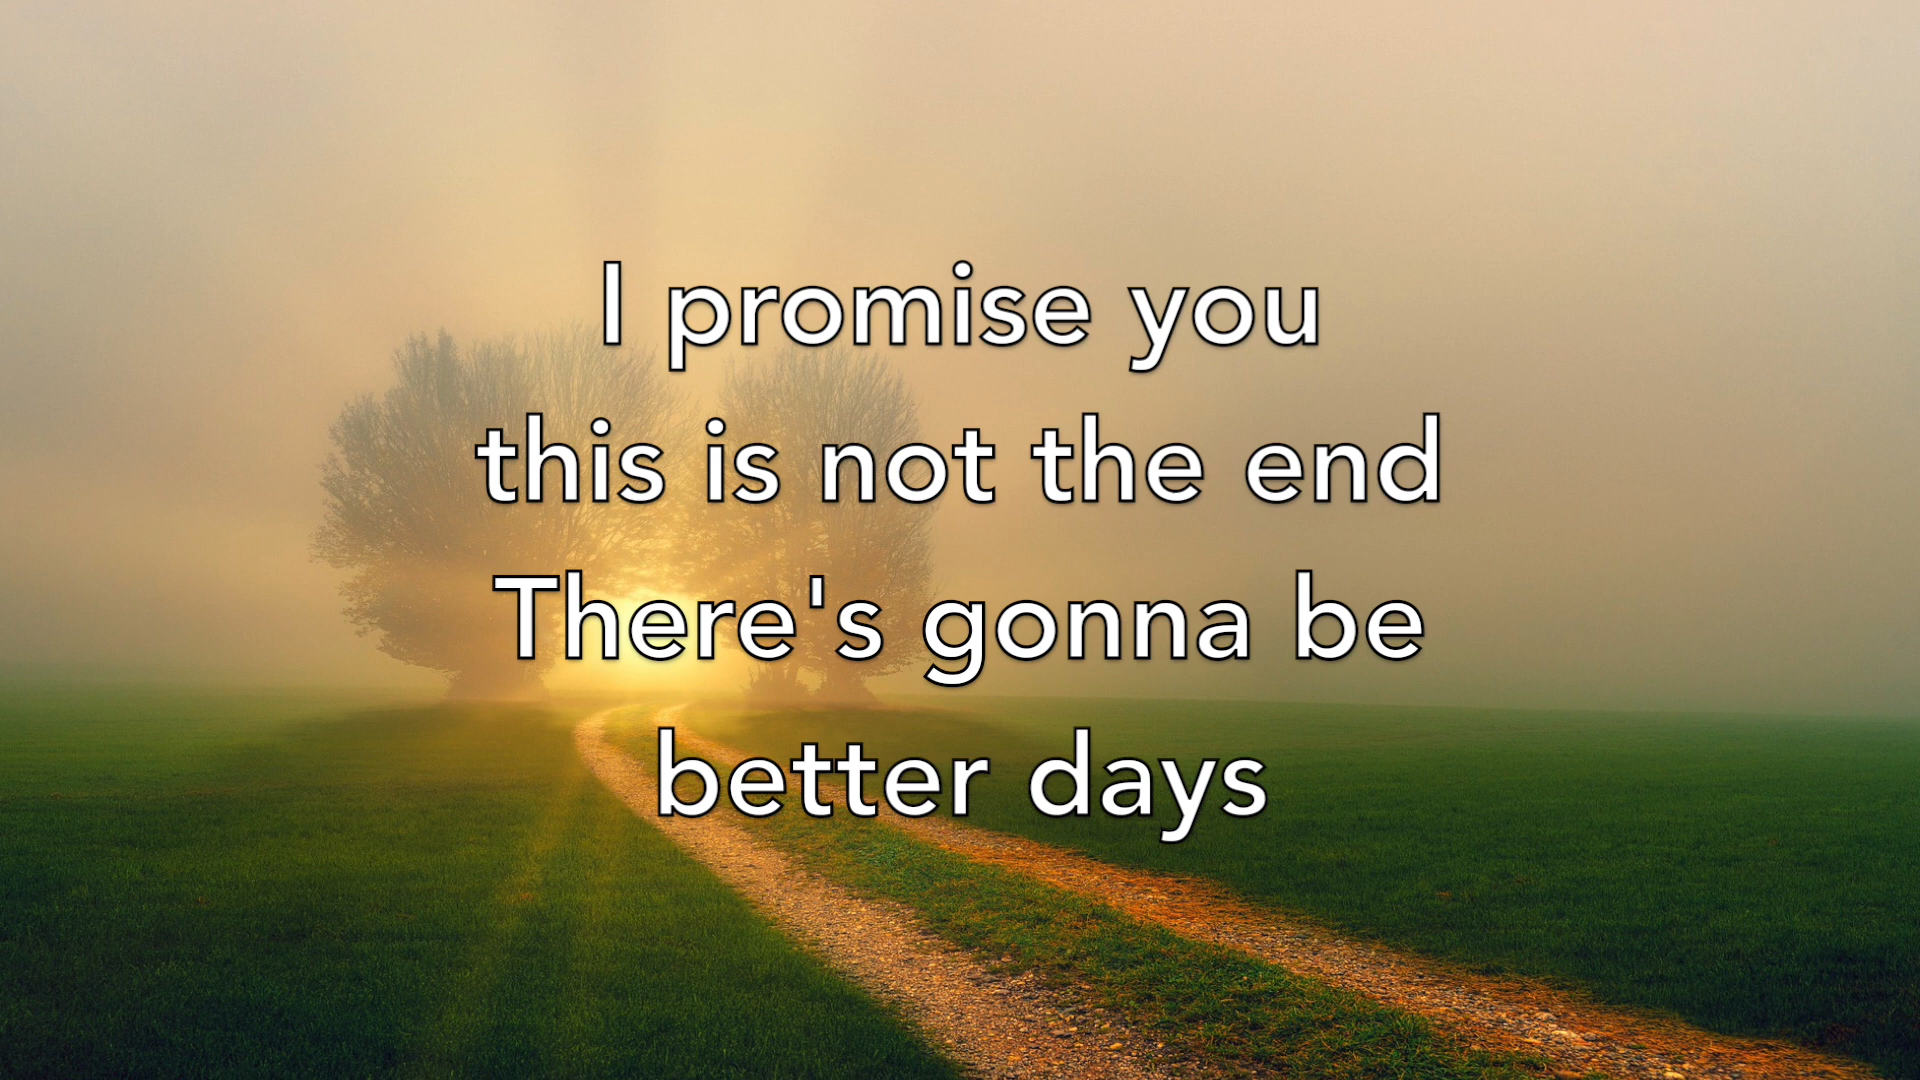 I promise you
this is not the end
There's gonna be
better days